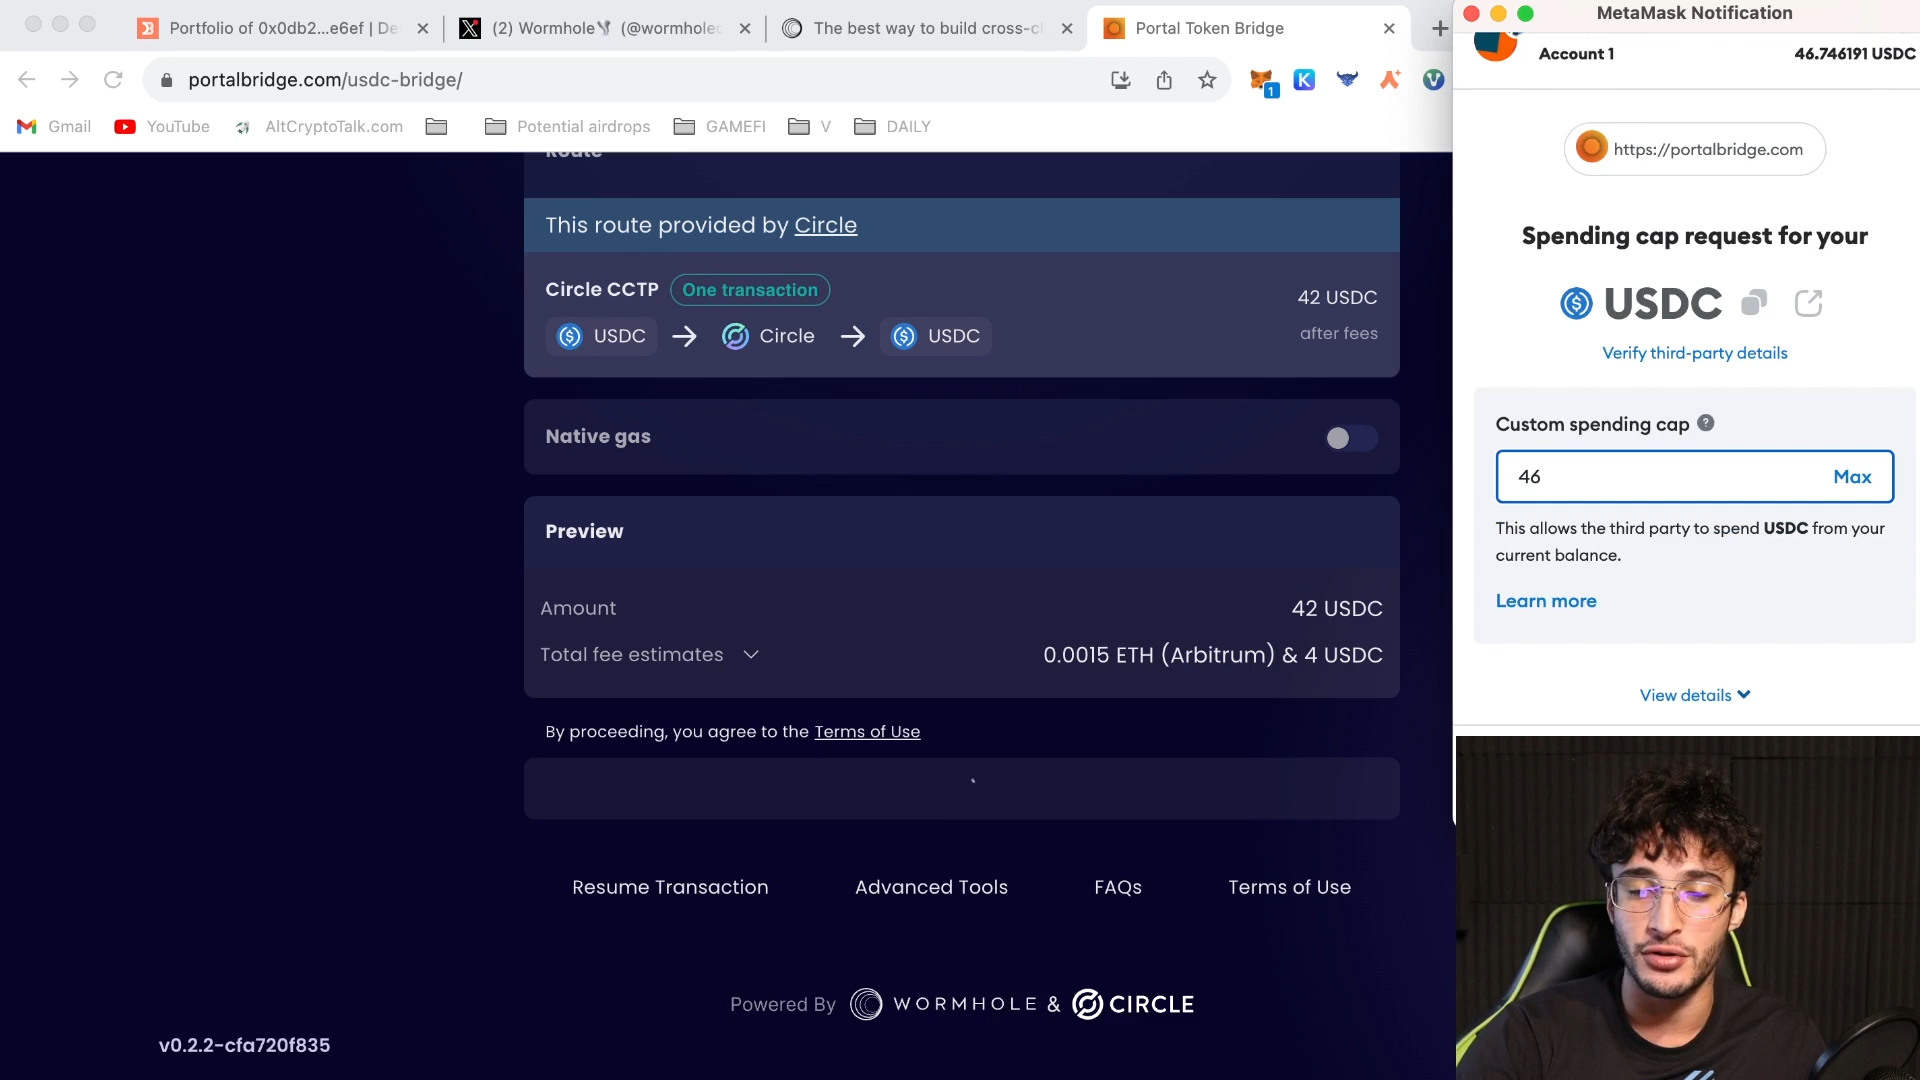 Portfolio of 0x0db2...e6ef | De
(2) Wormhole (@wormholec
The best way to build cross-cl
Portal Token Bridge
portalbridge.com/usdc-bridge/
1
Gmail
YouTube
AltCryptoTalk.com
Potential airdrops
GAMEFI
V
DAILY
Route
This route provided by Circle
Circle CCTP
One transaction
42 USDC
USDC
Circle
USDC
after fees
Native gas
Preview
Amount
42 USDC
Total fee estimates
0.0015 ETH (Arbitrum) & 4 USDC
By proceeding, you agree to the Terms of Use
Resume Transaction
Advanced Tools
FAQs
Terms of Use
Powered By
WORMHOLE & CIRCLE
v0.2.2-cfa720f835
MetaMask Notification
Account 1
46.746191 USDC
https://portalbridge.com
Spending cap request for your
USDC
Verify third-party details
Custom spending cap
46
Max
This allows the third party to spend USDC from your
current balance.
Learn more
View details